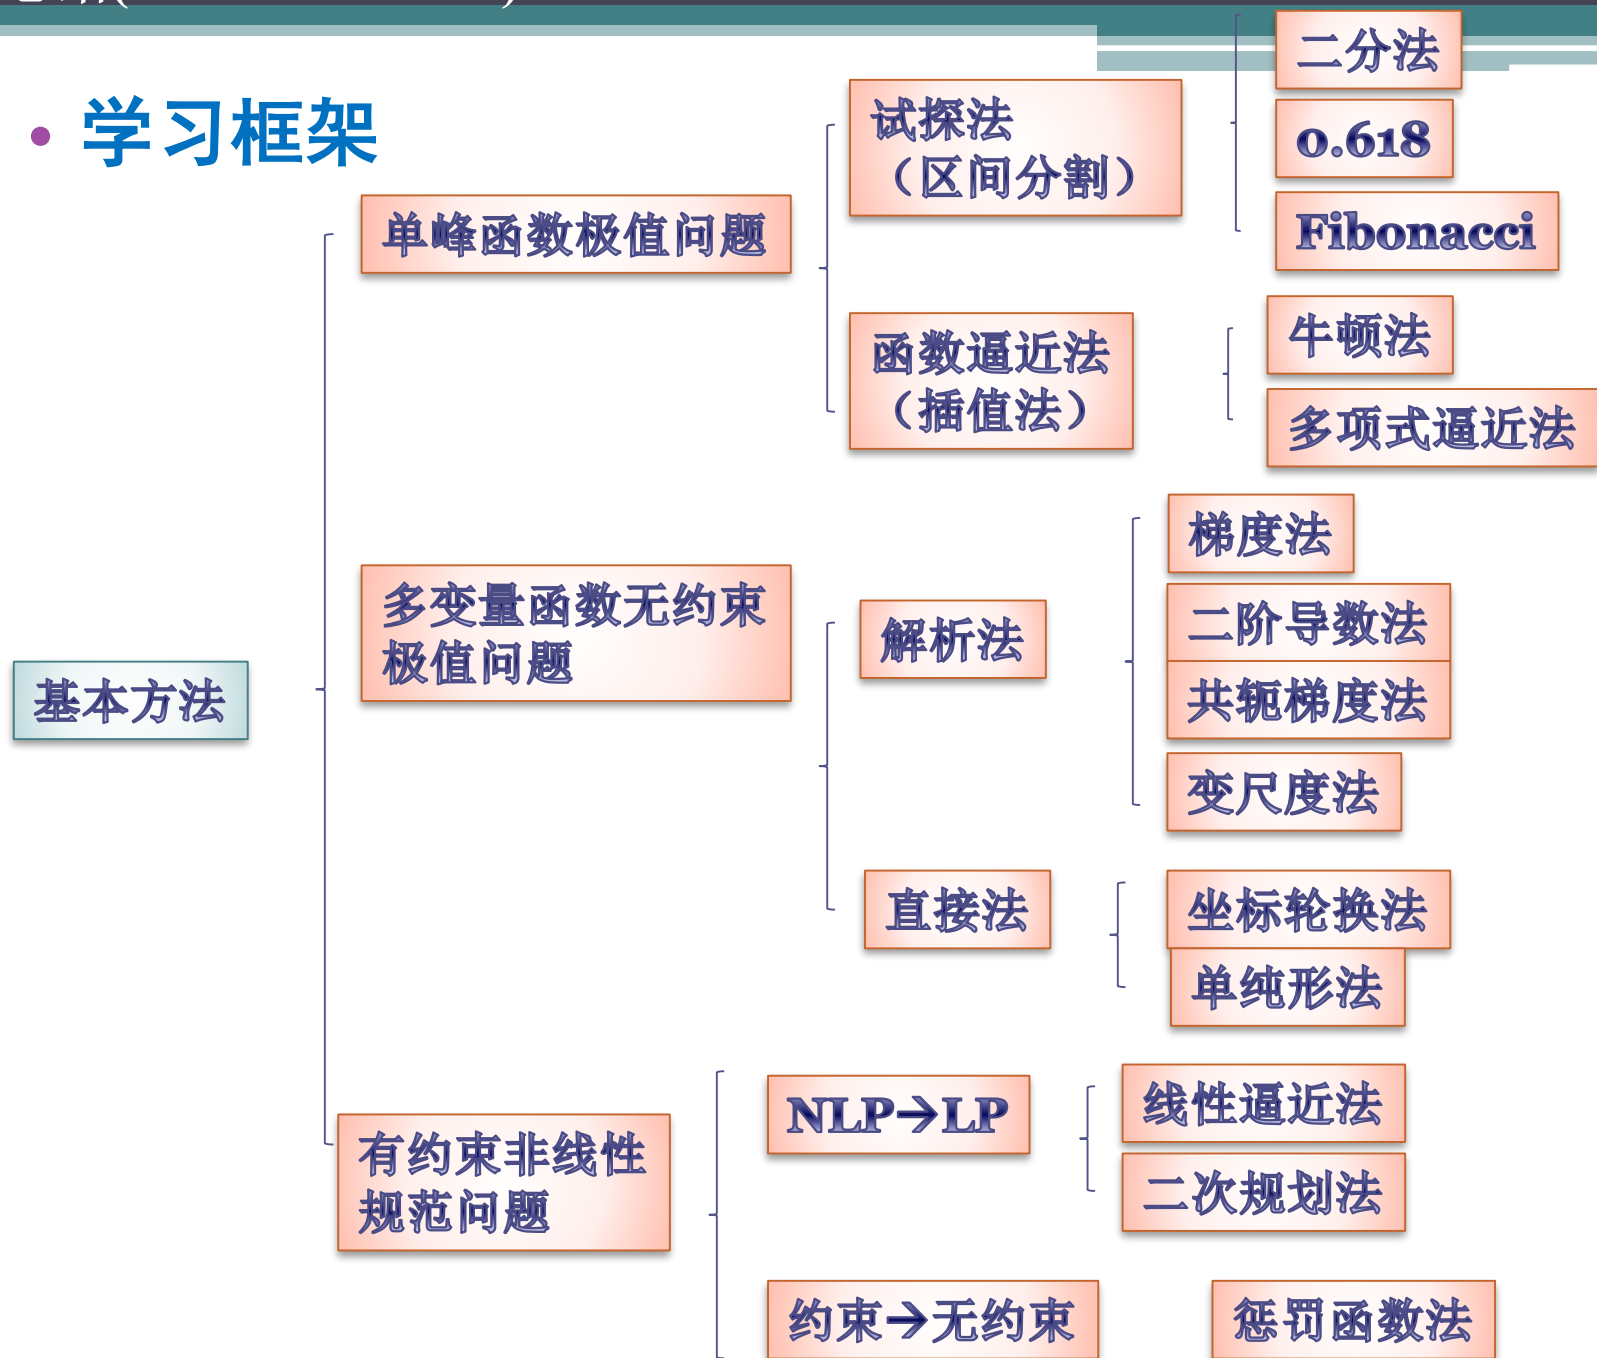 学习框架
基本方法
单峰函数极值问题
试探法
（区间分割）
二分法
0.618
Fibonacci
函数逼近法
（插值法）
牛顿法
多项式逼近法
多变量函数无约束
极值问题
解析法
梯度法
二阶导数法
共轭梯度法
变尺度法
直接法
坐标轮换法
单纯形法
有约束非线性
规范问题
NLP→LP
线性逼近法
二次规划法
约束→无约束
惩罚函数法